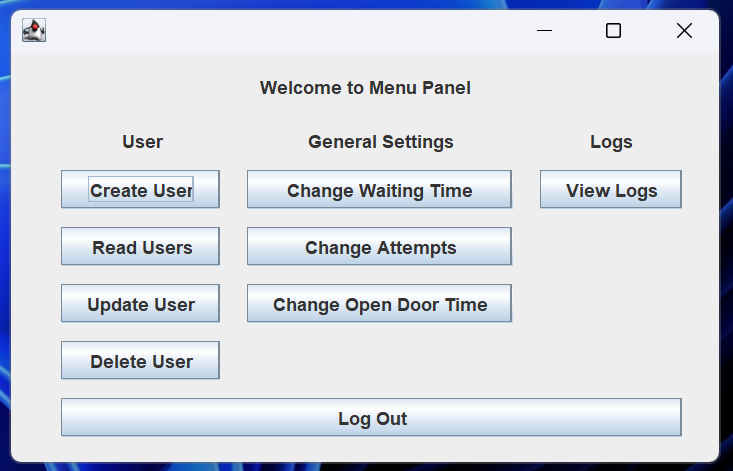 Welcome to Menu Panel
User General Settings Logs
Create User Change Waiting Time View Logs
Read Users Change Attempts
Update User Change Open Door Time
Delete User
Log Out